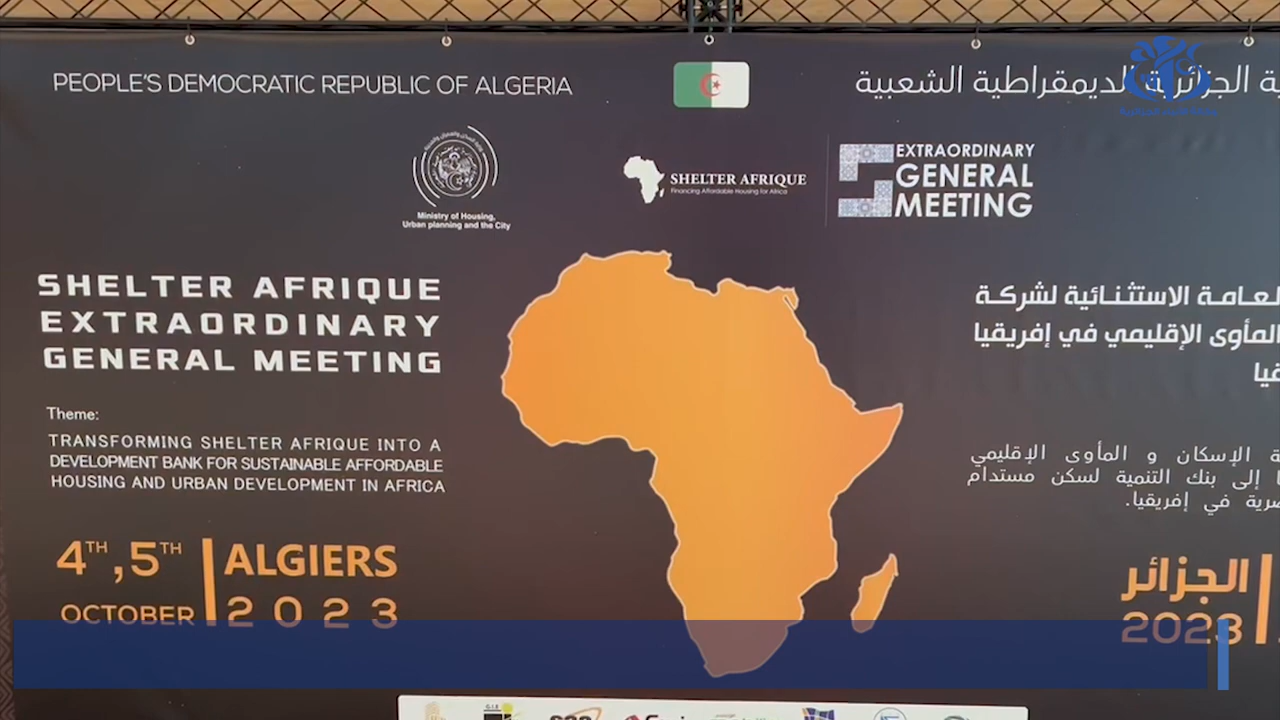 PEOPLE'S DEMOCRATIC REPUBLIC OF ALGERIA
الجزائرية الديمقراطية الشعبية
Ministry of Housing,
Urban planning and the City
SHELTER AFRIQUE
Financing Affordable Housing for Africa
EXTRAORDINARY
GENERAL
MEETING
SHELTER AFRIQUE
EXTRAORDINARY
GENERAL MEETING
Theme:
TRANSFORMING SHELTER AFRIQUE INTO A
DEVELOPMENT BANK FOR SUSTAINABLE AFFORDABLE
HOUSING AND URBAN DEVELOPMENT IN AFRICA
4TH,5TH
OCTOBER
ALGIERS
2023
لعامة الاستثنائية لشركة
المأوى الإقليمي في إفريقيا
الإسكان و المأوى الإقليمي
إلى بنك التنمية لسكن مستدام
في إفريقيا.
الجزائر
2023